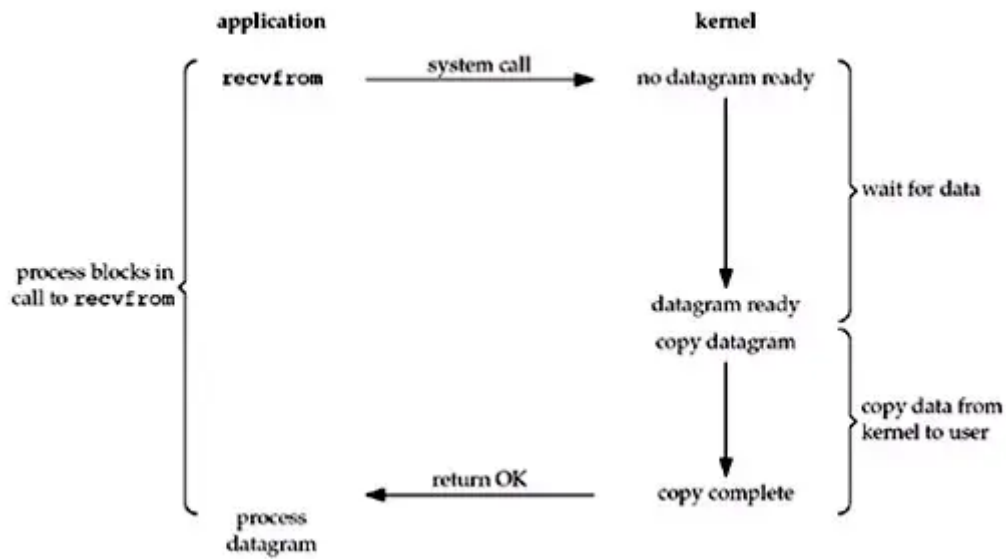 application
kernel
recvfrom
system call
no datagram ready
wait for data
process blocks in
call to recvfrom
datagram ready
copy datagram
copy data from
kernel to user
return OK
copy complete
process
datagram